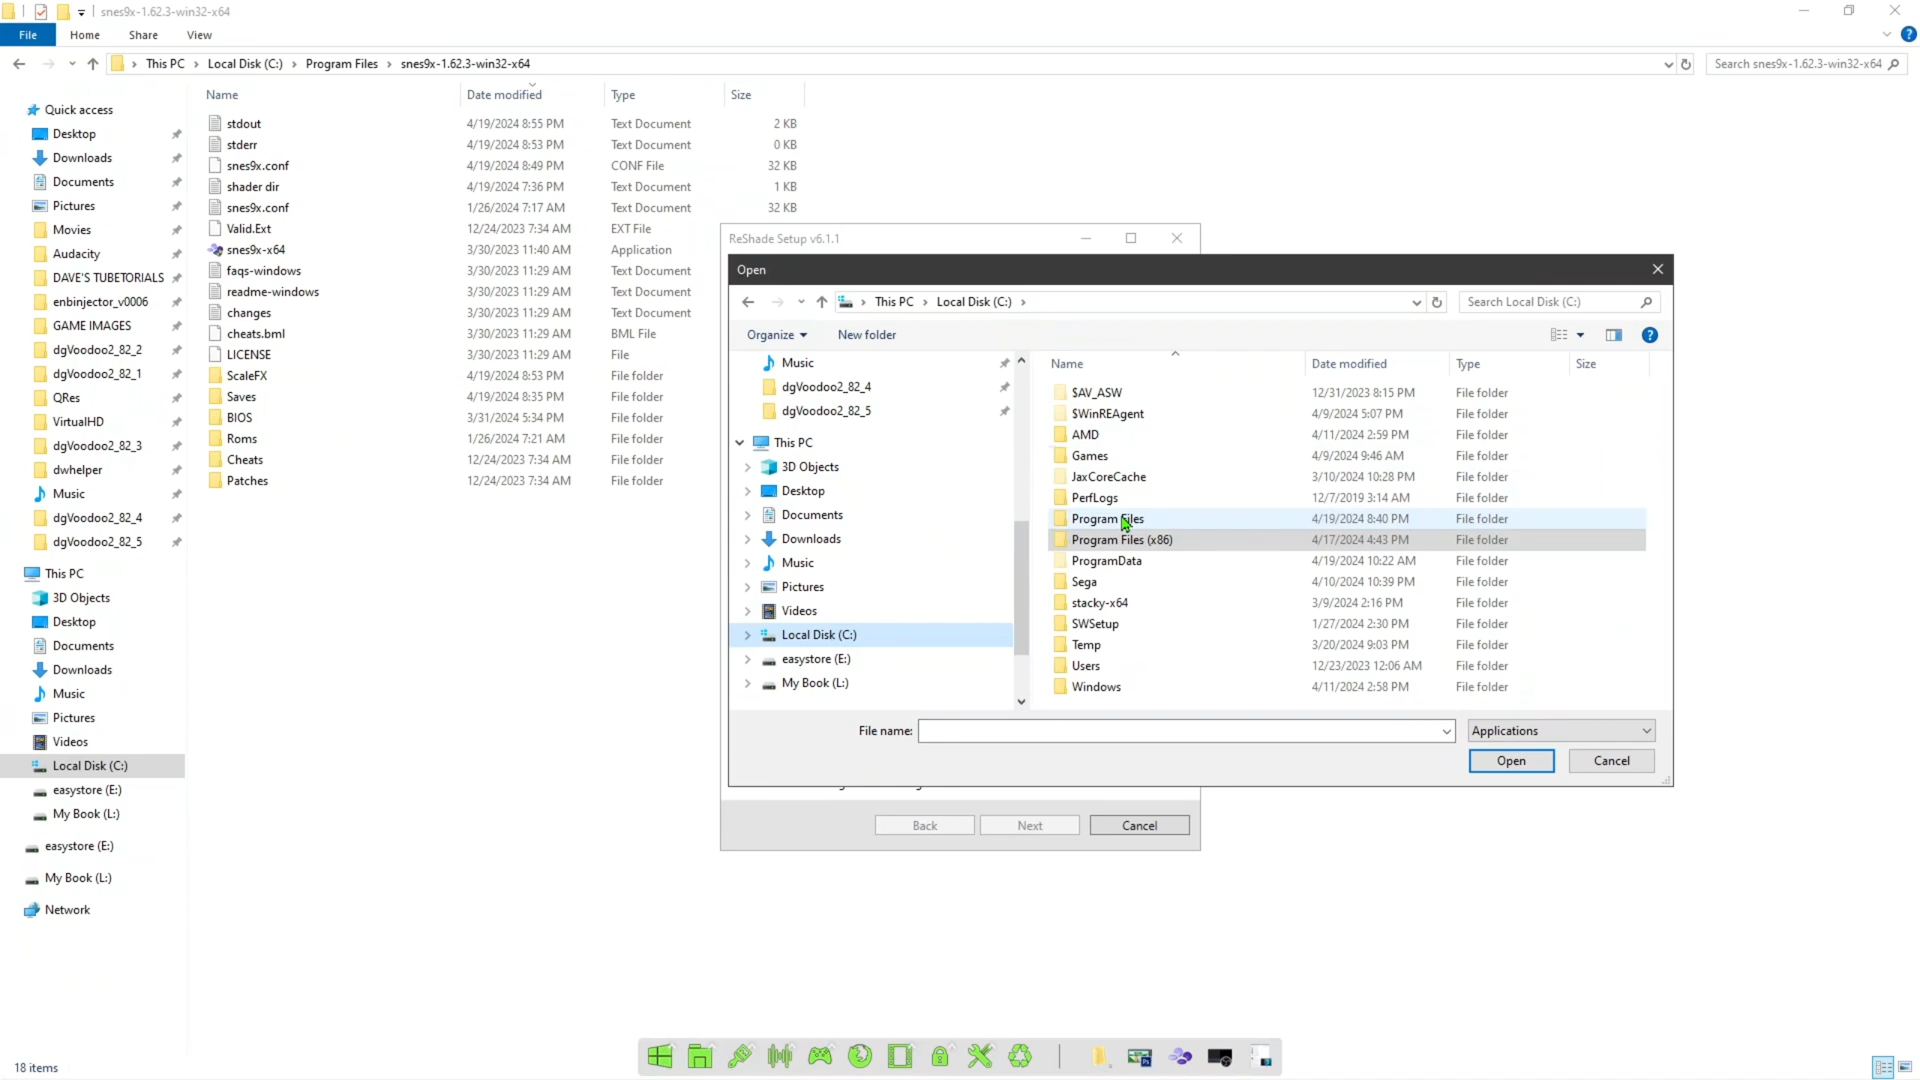 snes9x-1.62.3-win32-x64
File Home Share View
This PC Local Disk (C:) Program Files snes9x-1.62.3-win32-x64
Search snes9x-1.62.3-win32-x64
Name Date modified Type Size
Quick access
Desktop
Downloads
Documents
Pictures
Movies
Audacity
DAVE'S TUBETORIALS
enbinjector_v0006
GAME IMAGES
dgVoodoo2_82_2
dgVoodoo2_82_1
QRes
VirtualHD
dgVoodoo2_82_3
dwhelper
Music
dgVoodoo2_82_4
dgVoodoo2_82_5
This PC
3D Objects
Desktop
Documents
Downloads
Music
Pictures
Videos
Local Disk (C:)
easystore (E:)
My Book (L:)
easystore (E:)
My Book (L:)
Network
stdout 4/19/2024 8:55 PM Text Document 2 KB
stderr 4/19/2024 8:53 PM Text Document 0 KB
snes9x.conf 4/19/2024 8:49 PM CONF File 32 KB
shader dir 4/19/2024 7:36 PM Text Document 1 KB
snes9x.conf 1/26/2024 7:17 AM Text Document 32 KB
Valid.Ext 12/24/2023 7:34 AM EXT File
snes9x-x64 3/30/2023 11:40 AM Application
faqs-windows 3/30/2023 11:29 AM Text Document
readme-windows 3/30/2023 11:29 AM Text Document
changes 3/30/2023 11:29 AM Text Document
cheats.bml 3/30/2023 11:29 AM BML File
LICENSE 3/30/2023 11:29 AM File
ScaleFX 4/19/2024 8:53 PM File folder
Saves 4/19/2024 8:35 PM File folder
BIOS 3/31/2024 5:34 PM File folder
Roms 1/26/2024 7:21 AM File folder
Cheats 12/24/2023 7:34 AM File folder
Patches 12/24/2023 7:34 AM File folder
ReShade Setup v6.1.1
Open
This PC Local Disk (C:)
Search Local Disk (C:)
Organize New folder
Music
dgVoodoo2_82_4
dgVoodoo2_82_5
This PC
3D Objects
Desktop
Documents
Downloads
Music
Pictures
Videos
Local Disk (C:)
easystore (E:)
My Book (L:)
Name Date modified Type Size
$AV_ASW 12/31/2023 8:15 PM File folder
$WinREAgent 4/9/2024 5:07 PM File folder
AMD 4/11/2024 2:59 PM File folder
Games 4/9/2024 9:46 AM File folder
JaxCoreCache 3/10/2024 10:28 PM File folder
PerfLogs 12/7/2019 3:14 AM File folder
Program Files 4/19/2024 8:40 PM File folder
Program Files (x86) 4/17/2024 4:43 PM File folder
ProgramData 4/19/2024 10:22 AM File folder
Sega 4/10/2024 10:39 PM File folder
stacky-x64 3/9/2024 2:16 PM File folder
SWSetup 1/27/2024 2:30 PM File folder
Temp 3/20/2024 9:03 PM File folder
Users 12/23/2023 12:06 AM File folder
Windows 4/11/2024 2:58 PM File folder
File name: Applications
Open Cancel
Back Next Cancel
18 items